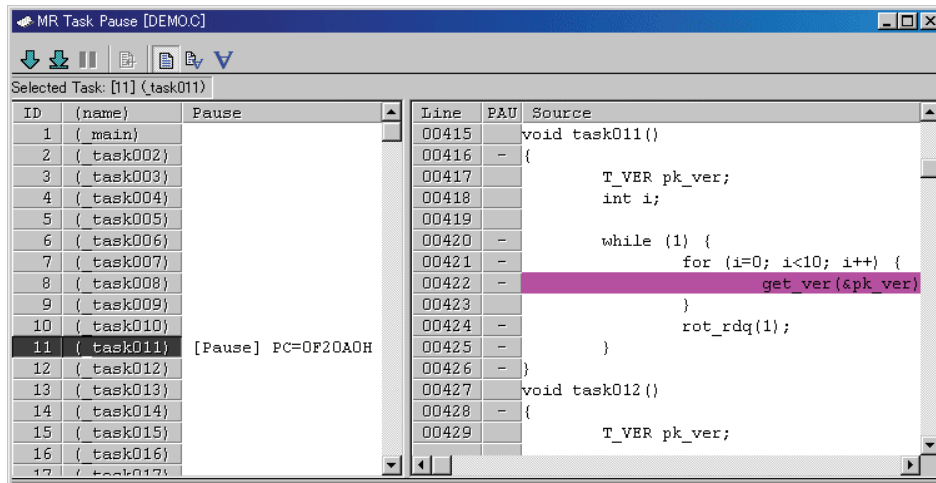 MR Task Pause [DEMO.C]
Selected Task: [11] (_task011)
ID (name) Pause
1 (_main)
2 (_task002)
3 (_task003)
4 (_task004)
5 (_task005)
6 (_task006)
7 (_task007)
8 (_task008)
9 (_task009)
10 (_task010)
11 (_task011) [Pause] PC=0F20A0H
12 (_task012)
13 (_task013)
14 (_task014)
15 (_task015)
16 (_task016)
17 (_task017)
Line PAU Source
00415 void task011()
00416 - {
00417 T_VER pk_ver;
00418 int i;
00419
00420 - while (1) {
00421 - for (i=0; i<10; i++) {
00422 - get_ver(&pk_ver)
00423 }
00424 - rot_rdq(1);
00425 - }
00426 - }
00427 void task012()
00428 - {
00429 T_VER pk_ver;